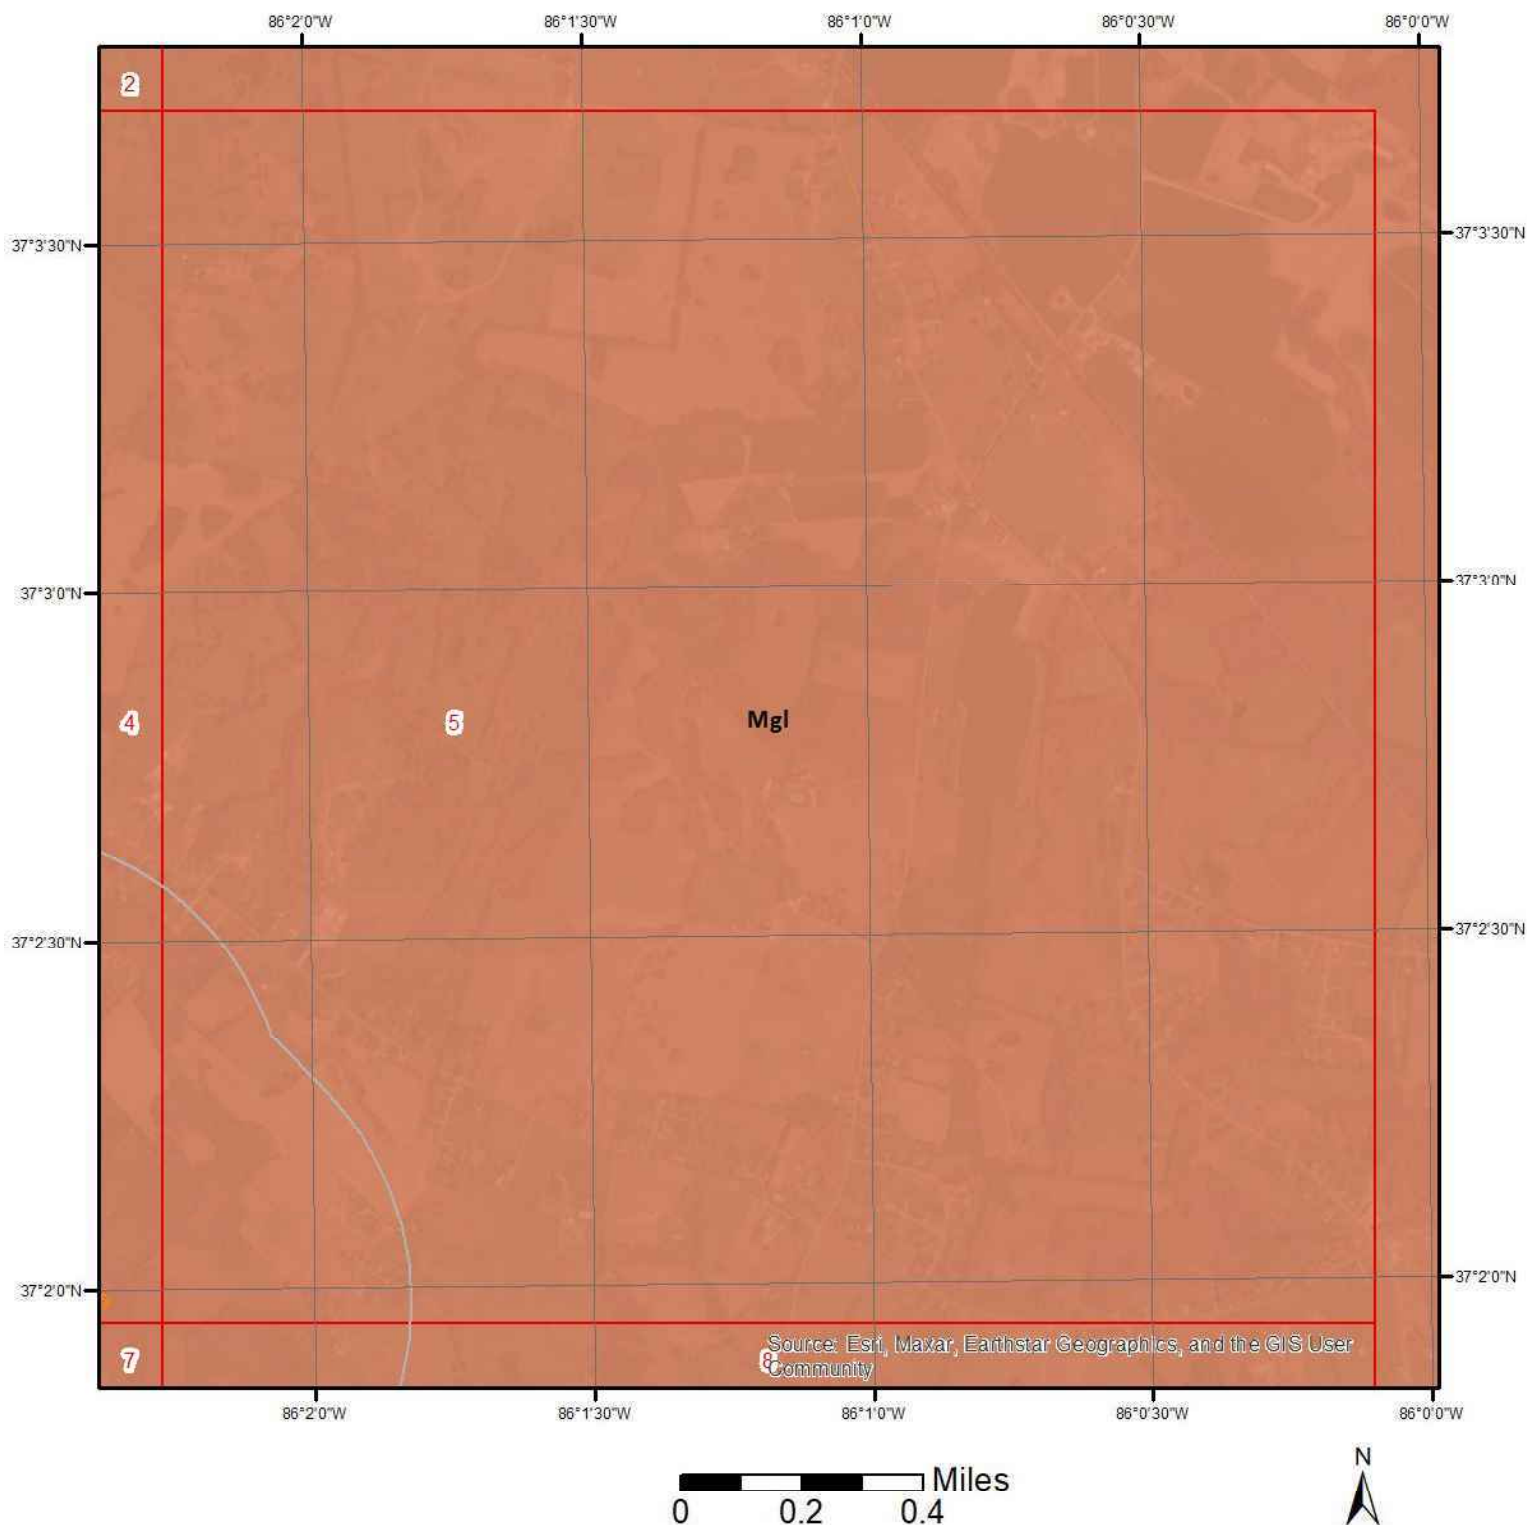 86°2'0"W 86°1'30"W 86°1'0"W 86°0'30"W 86°0'0"W
2
37°3'30"N 37°3'30"N
37°3'0"N 37°3'0"N
4 5 Mgl
37°2'30"N 37°2'30"N
37°2'0"N 37°2'0"N
7 8 Source: Esri, Maxar, Earthstar Geographics, and the GIS User
Community
86°2'0"W 86°1'30"W 86°1'0"W 86°0'30"W 86°0'0"W
N
Miles
0 0.2 0.4